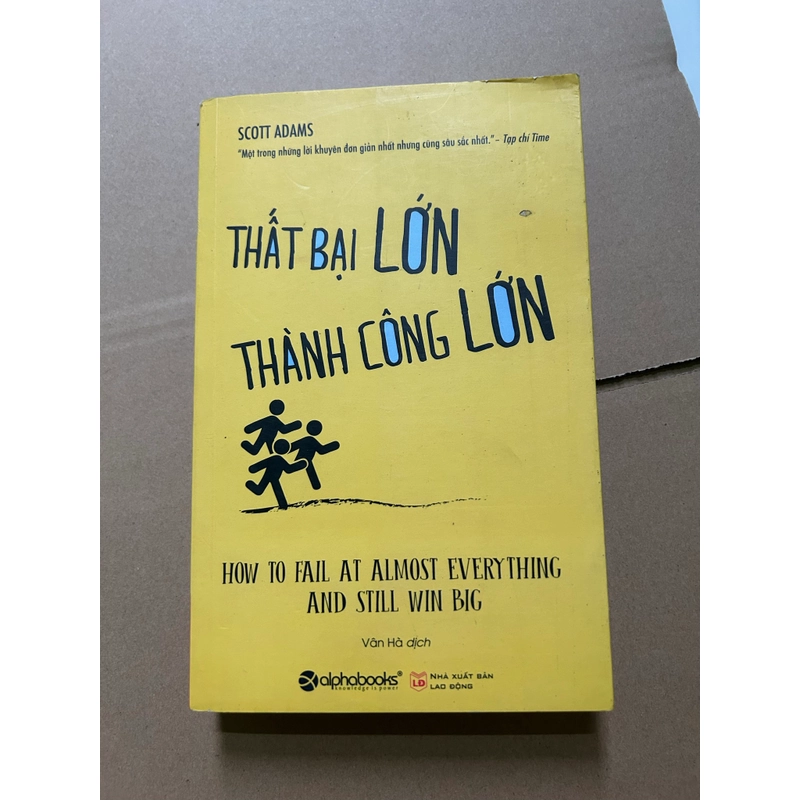 SCOTT ADAMS
"Một trong những lời khuyên đơn giản nhất nhưng cũng sâu sắc nhất." – Tạp chí Time
THẤT BẠI LỚN
THÀNH CÔNG LỚN
HOW TO FAIL AT ALMOST EVERYTHING
AND STILL WIN BIG
Vân Hà dịch
alphabooks®
knowledge is power
LĐ
NHÀ XUẤT BẢN
LAO ĐỘNG